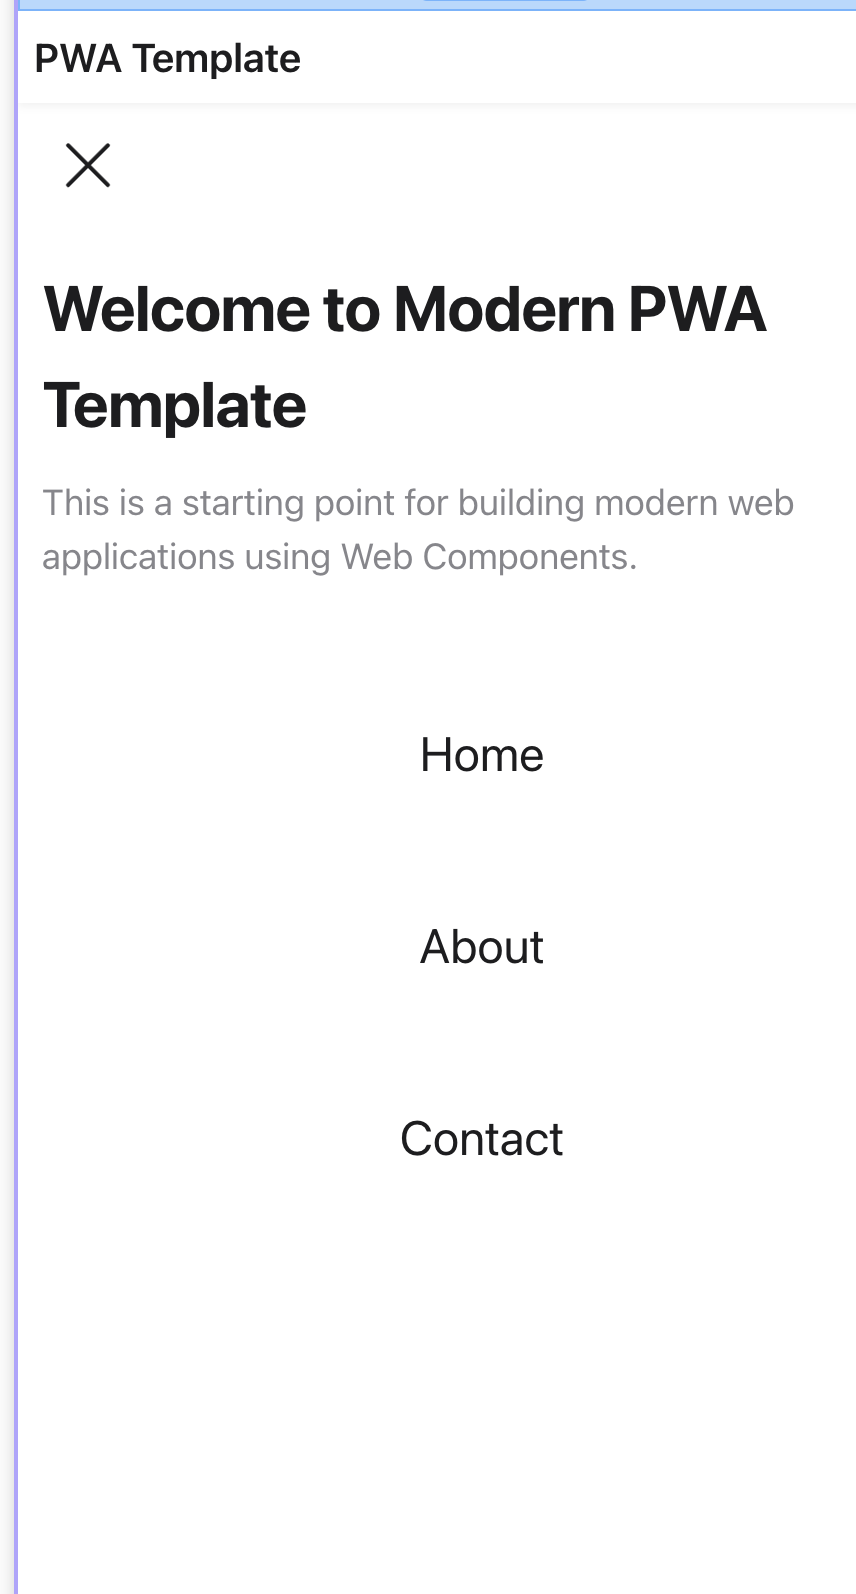 PWA Template
Welcome to Modern PWA
Template
This is a starting point for building modern web
applications using Web Components.
Home
About
Contact